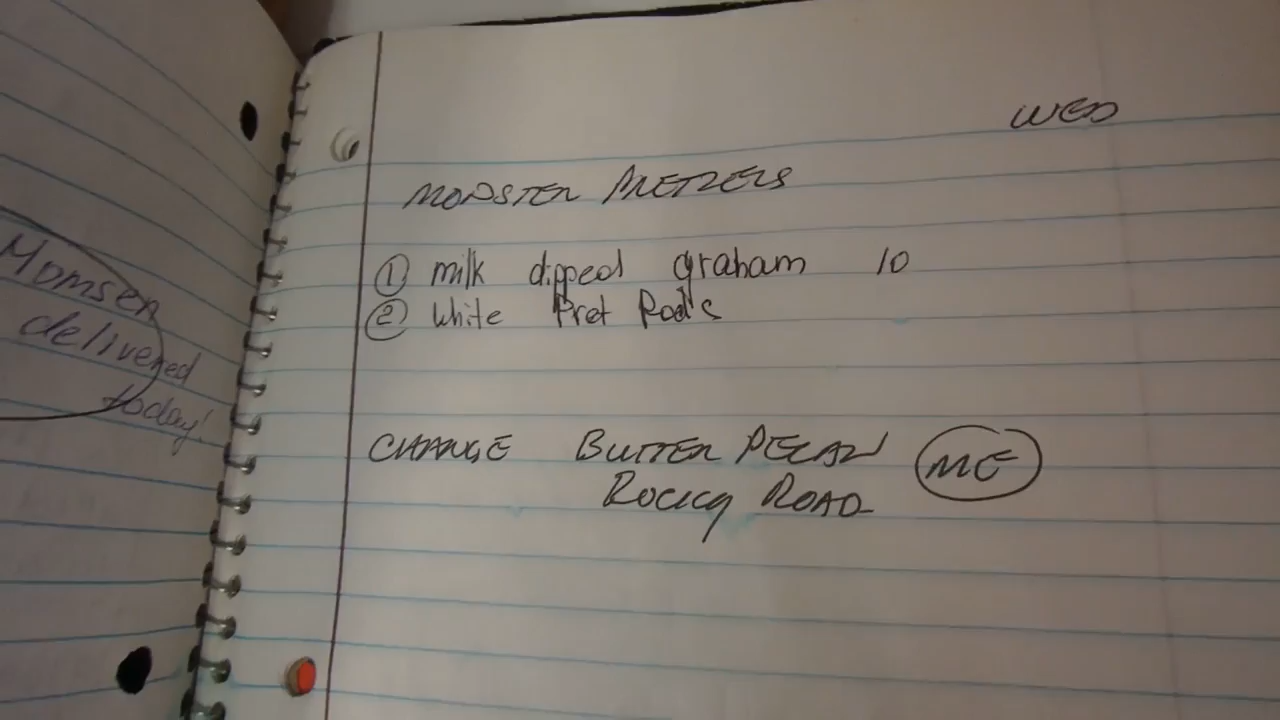 Momsen
delivered
today!
WED
MONSTER PRETZELS
① milk dipped graham 10
② White Pret Rod's
CHANGE BUTTER PECAN ME
ROCKY ROAD